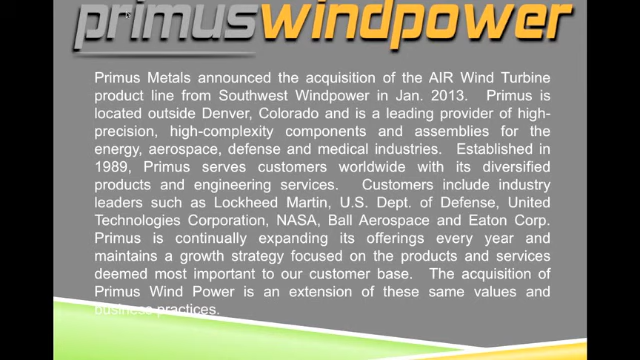 primuswindpower
Primus Metals announced the acquisition of the AIR Wind Turbine
product line from Southwest Windpower in Jan. 2013. Primus is
located outside Denver, Colorado and is a leading provider of high-
precision, high-complexity components and assemblies for the
energy, aerospace, defense and medical industries. Established in
1989, Primus serves customers worldwide with its diversified
products and engineering services. Customers include industry
leaders such as Lockheed Martin, U.S. Dept. of Defense, United
Technologies Corporation, NASA, Ball Aerospace and Eaton Corp.
Primus is continually expanding its offerings every year and
maintains a growth strategy focused on the products and services
deemed most important to our customer base. The acquisition of
Primus Wind Power is an extension of these same values and
business practices.